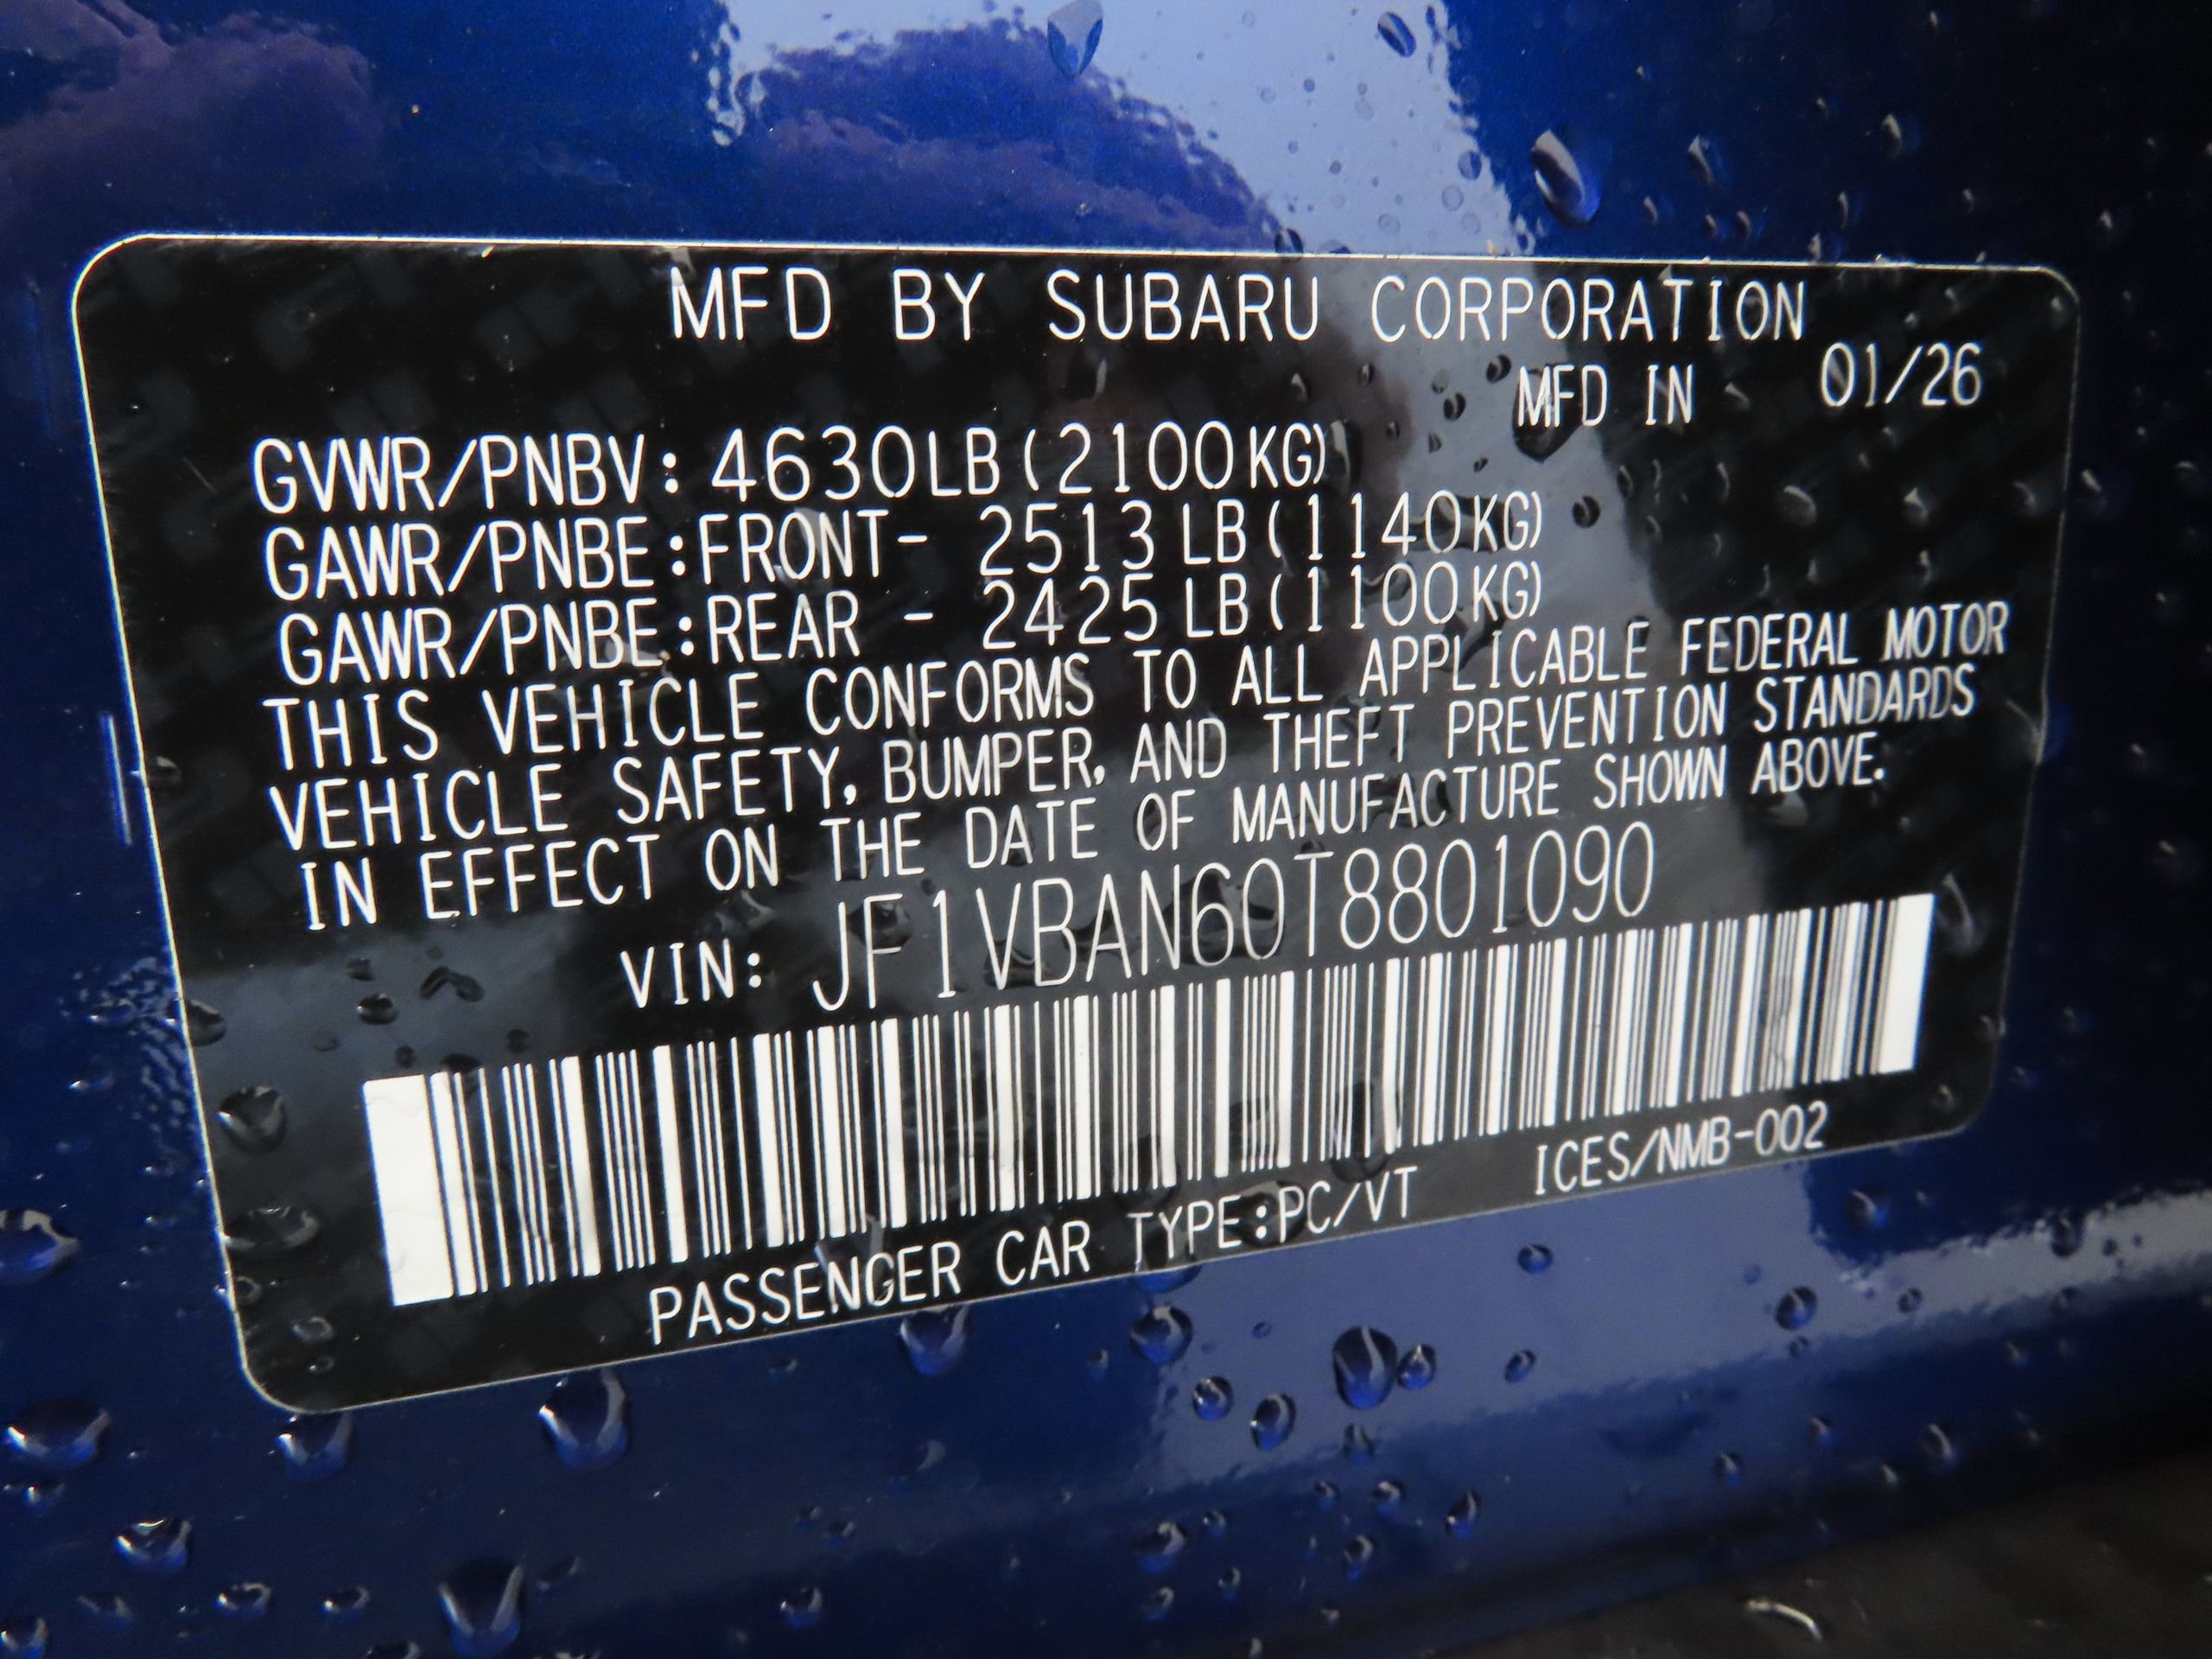 MFD BY SUBARU CORPORATION
MFD IN 01/26
GVWR/PNBV: 4630LB (2100KG)
GAWR/PNBE:FRONT- 2513 LB (1140KG)
GAWR/PNBE:REAR - 2425 LB (1100KG)
THIS VEHICLE CONFORMS TO ALL APPLICABLE FEDERAL MOTOR
VEHICLE SAFETY, BUMPER, AND THEFT PREVENTION STANDARDS
IN EFFECT ON THE DATE OF MANUFACTURE SHOWN ABOVE.
VIN: JF1VBAN60T8801090
PASSENGER CAR TYPE:PC/VT ICES/NMB-002